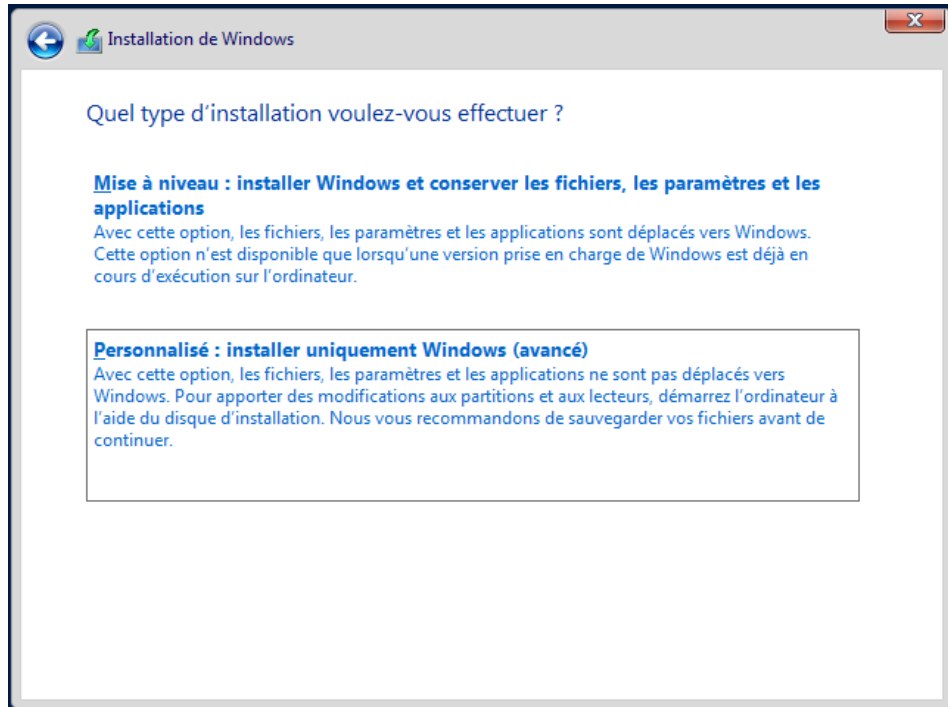 Installation de Windows
Quel type d'installation voulez-vous effectuer ?
Mise à niveau : installer Windows et conserver les fichiers, les paramètres et les
applications
Avec cette option, les fichiers, les paramètres et les applications sont déplacés vers Windows.
Cette option n'est disponible que lorsqu'une version prise en charge de Windows est déjà en
cours d'exécution sur l'ordinateur.
Personnalisé : installer uniquement Windows (avancé)
Avec cette option, les fichiers, les paramètres et les applications ne sont pas déplacés vers
Windows. Pour apporter des modifications aux partitions et aux lecteurs, démarrez l'ordinateur à
l'aide du disque d'installation. Nous vous recommandons de sauvegarder vos fichiers avant de
continuer.